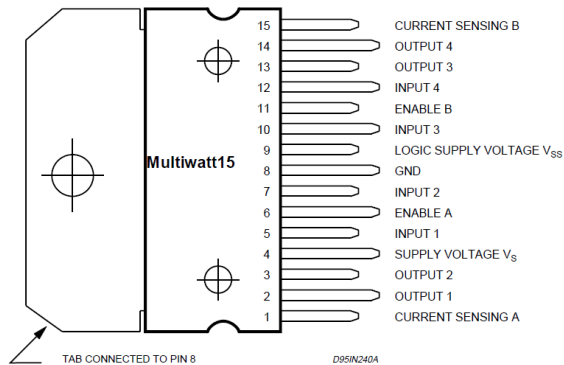 15 CURRENT SENSING B
14 OUTPUT 4
13 OUTPUT 3
12 INPUT 4
11 ENABLE B
10 INPUT 3
9 LOGIC SUPPLY VOLTAGE VSS
8 GND
7 INPUT 2
6 ENABLE A
5 INPUT 1
4 SUPPLY VOLTAGE VS
3 OUTPUT 2
2 OUTPUT 1
1 CURRENT SENSING A
Multiwatt15
TAB CONNECTED TO PIN 8
D95IN240A